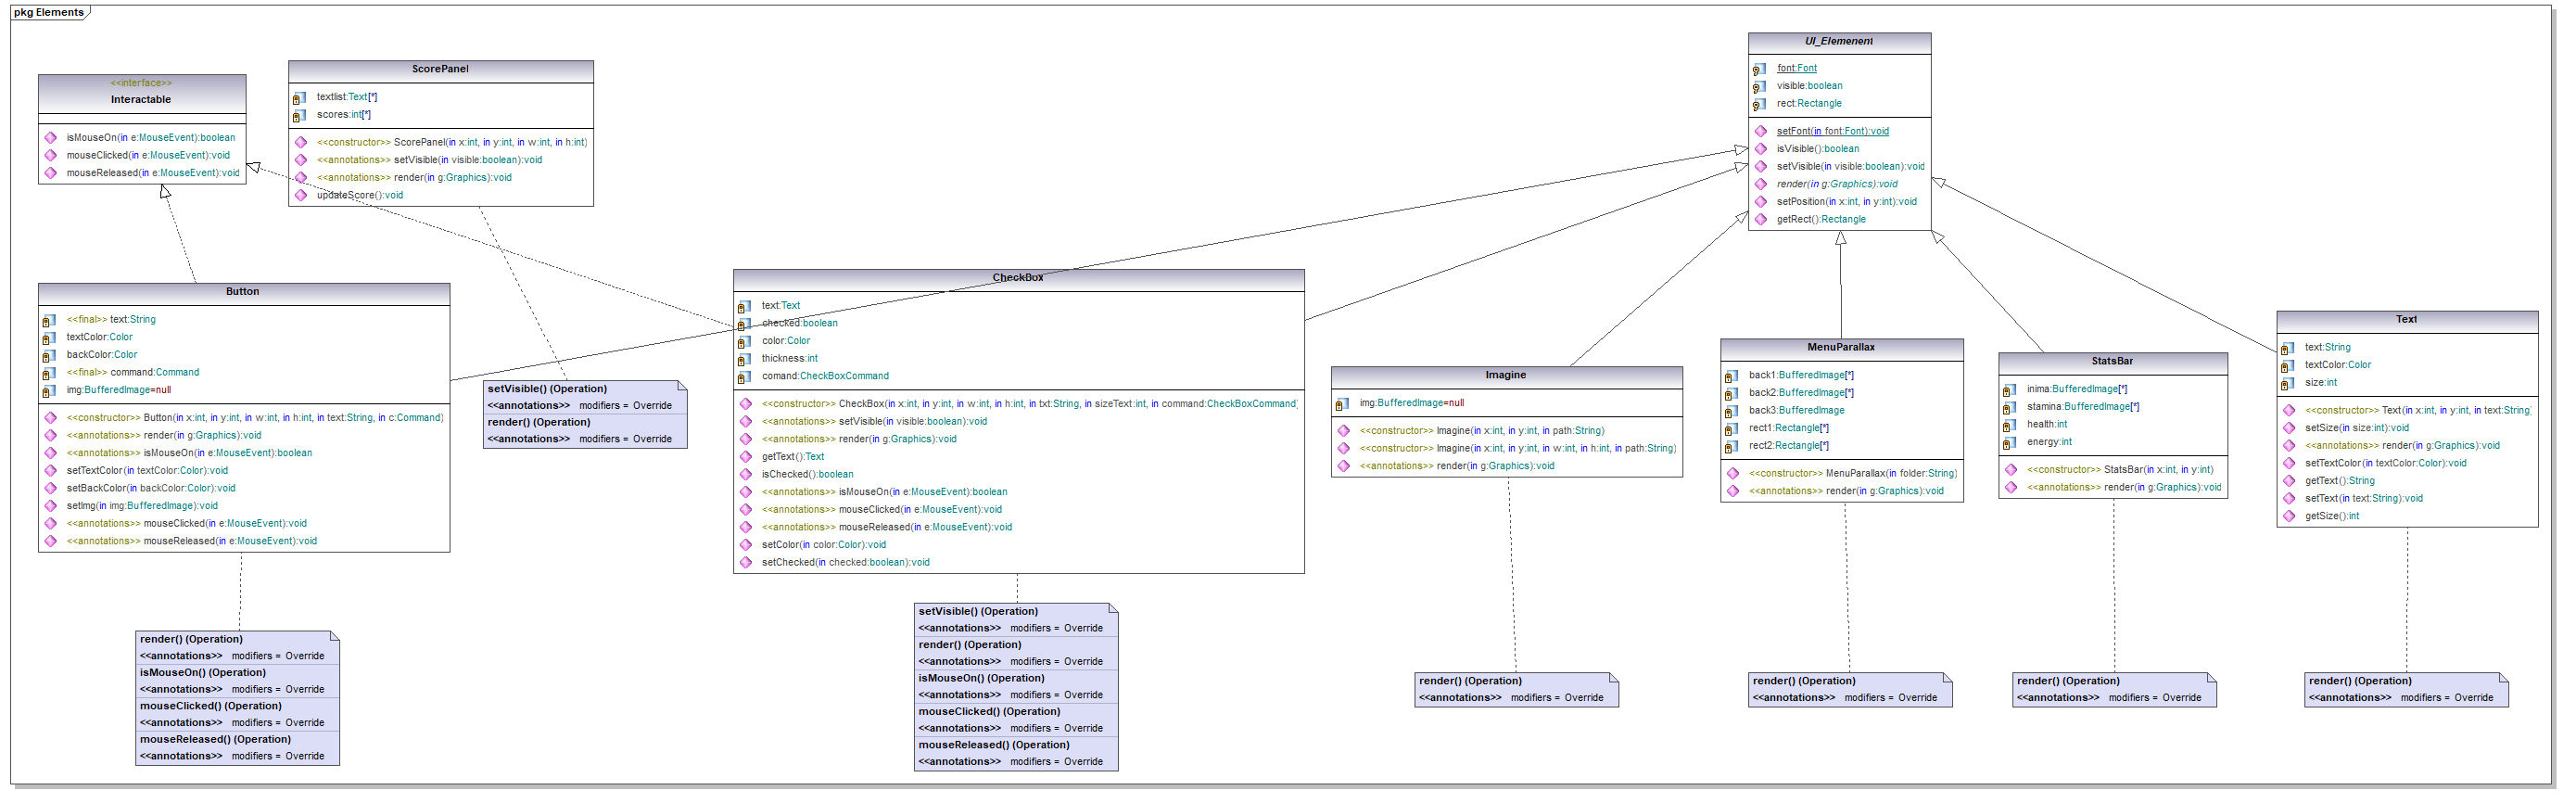 pkg Elements
<<interface>>
Interactable
isMouseOn(in e:MouseEvent):boolean
mouseClicked(in e:MouseEvent):void
mouseReleased(in e:MouseEvent):void
ScorePanel
textlist:Text[*]
scores:int[*]
<<constructor>> ScorePanel(in x:int, in y:int, in w:int, in h:int)
<<annotations>> setVisible(in visible:boolean):void
<<annotations>> render(in g:Graphics):void
updateScore():void
UI_Elemenent
font:Font
visible:boolean
rect:Rectangle
setFont(in font:Font):void
isVisible():boolean
setVisible(in visible:boolean):void
render(in g:Graphics):void
setPosition(in x:int, in y:int):void
getRect():Rectangle
Button
<<final>> text:String
textColor:Color
backColor:Color
<<final>> command:Command
img:BufferedImage=null
<<constructor>> Button(in x:int, in y:int, in w:int, in h:int, in text:String, in c:Command)
<<annotations>> render(in g:Graphics):void
<<annotations>> isMouseOn(in e:MouseEvent):boolean
setTextColor(in textColor:Color):void
setBackColor(in backColor:Color):void
setImg(in img:BufferedImage):void
<<annotations>> mouseClicked(in e:MouseEvent):void
<<annotations>> mouseReleased(in e:MouseEvent):void
setVisible() (Operation)
<<annotations>> modifiers = Override
render() (Operation)
<<annotations>> modifiers = Override
CheckBox
text:Text
checked:boolean
color:Color
thickness:int
comand:CheckBoxCommand
<<constructor>> CheckBox(in x:int, in y:int, in w:int, in h:int, in txt:String, in sizeText:int, in command:CheckBoxCommand)
<<annotations>> setVisible(in visible:boolean):void
<<annotations>> render(in g:Graphics):void
getText():Text
isChecked():boolean
<<annotations>> isMouseOn(in e:MouseEvent):boolean
<<annotations>> mouseClicked(in e:MouseEvent):void
<<annotations>> mouseReleased(in e:MouseEvent):void
setColor(in color:Color):void
setChecked(in checked:boolean):void
Imagine
img:BufferedImage=null
<<constructor>> Imagine(in x:int, in y:int, in path:String)
<<constructor>> Imagine(in x:int, in y:int, in w:int, in h:int, in path:String)
<<annotations>> render(in g:Graphics):void
MenuParallax
back1:BufferedImage[*]
back2:BufferedImage[*]
back3:BufferedImage
rect1:Rectangle[*]
rect2:Rectangle[*]
<<constructor>> MenuParallax(in folder:String)
<<annotations>> render(in g:Graphics):void
StatsBar
inima:BufferedImage[*]
stamina:BufferedImage[*]
health:int
energy:int
<<constructor>> StatsBar(in x:int, in y:int)
<<annotations>> render(in g:Graphics):void
Text
text:String
textColor:Color
size:int
<<constructor>> Text(in x:int, in y:int, in text:String)
setSize(in size:int):void
<<annotations>> render(in g:Graphics):void
setTextColor(in textColor:Color):void
getText():String
setText(in text:String):void
getSize():int
render() (Operation)
<<annotations>> modifiers = Override
isMouseOn() (Operation)
<<annotations>> modifiers = Override
mouseClicked() (Operation)
<<annotations>> modifiers = Override
mouseReleased() (Operation)
<<annotations>> modifiers = Override
setVisible() (Operation)
<<annotations>> modifiers = Override
render() (Operation)
<<annotations>> modifiers = Override
isMouseOn() (Operation)
<<annotations>> modifiers = Override
mouseClicked() (Operation)
<<annotations>> modifiers = Override
mouseReleased() (Operation)
<<annotations>> modifiers = Override
render() (Operation)
<<annotations>> modifiers = Override
render() (Operation)
<<annotations>> modifiers = Override
render() (Operation)
<<annotations>> modifiers = Override
render() (Operation)
<<annotations>> modifiers = Override